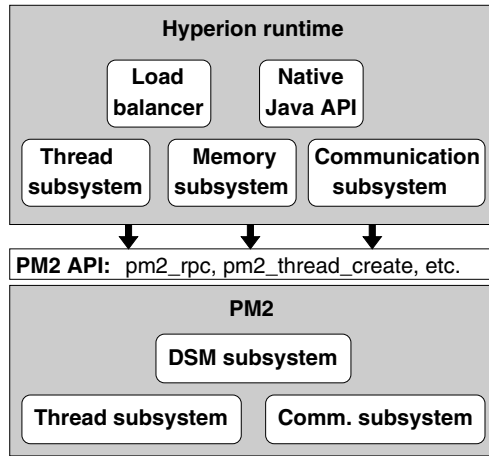 Hyperion runtime
Load
balancer
Native
Java API
Thread
subsystem
Memory
subsystem
Communication
subsystem
PM2 API: pm2_rpc, pm2_thread_create, etc.
PM2
DSM subsystem
Thread subsystem
Comm. subsystem